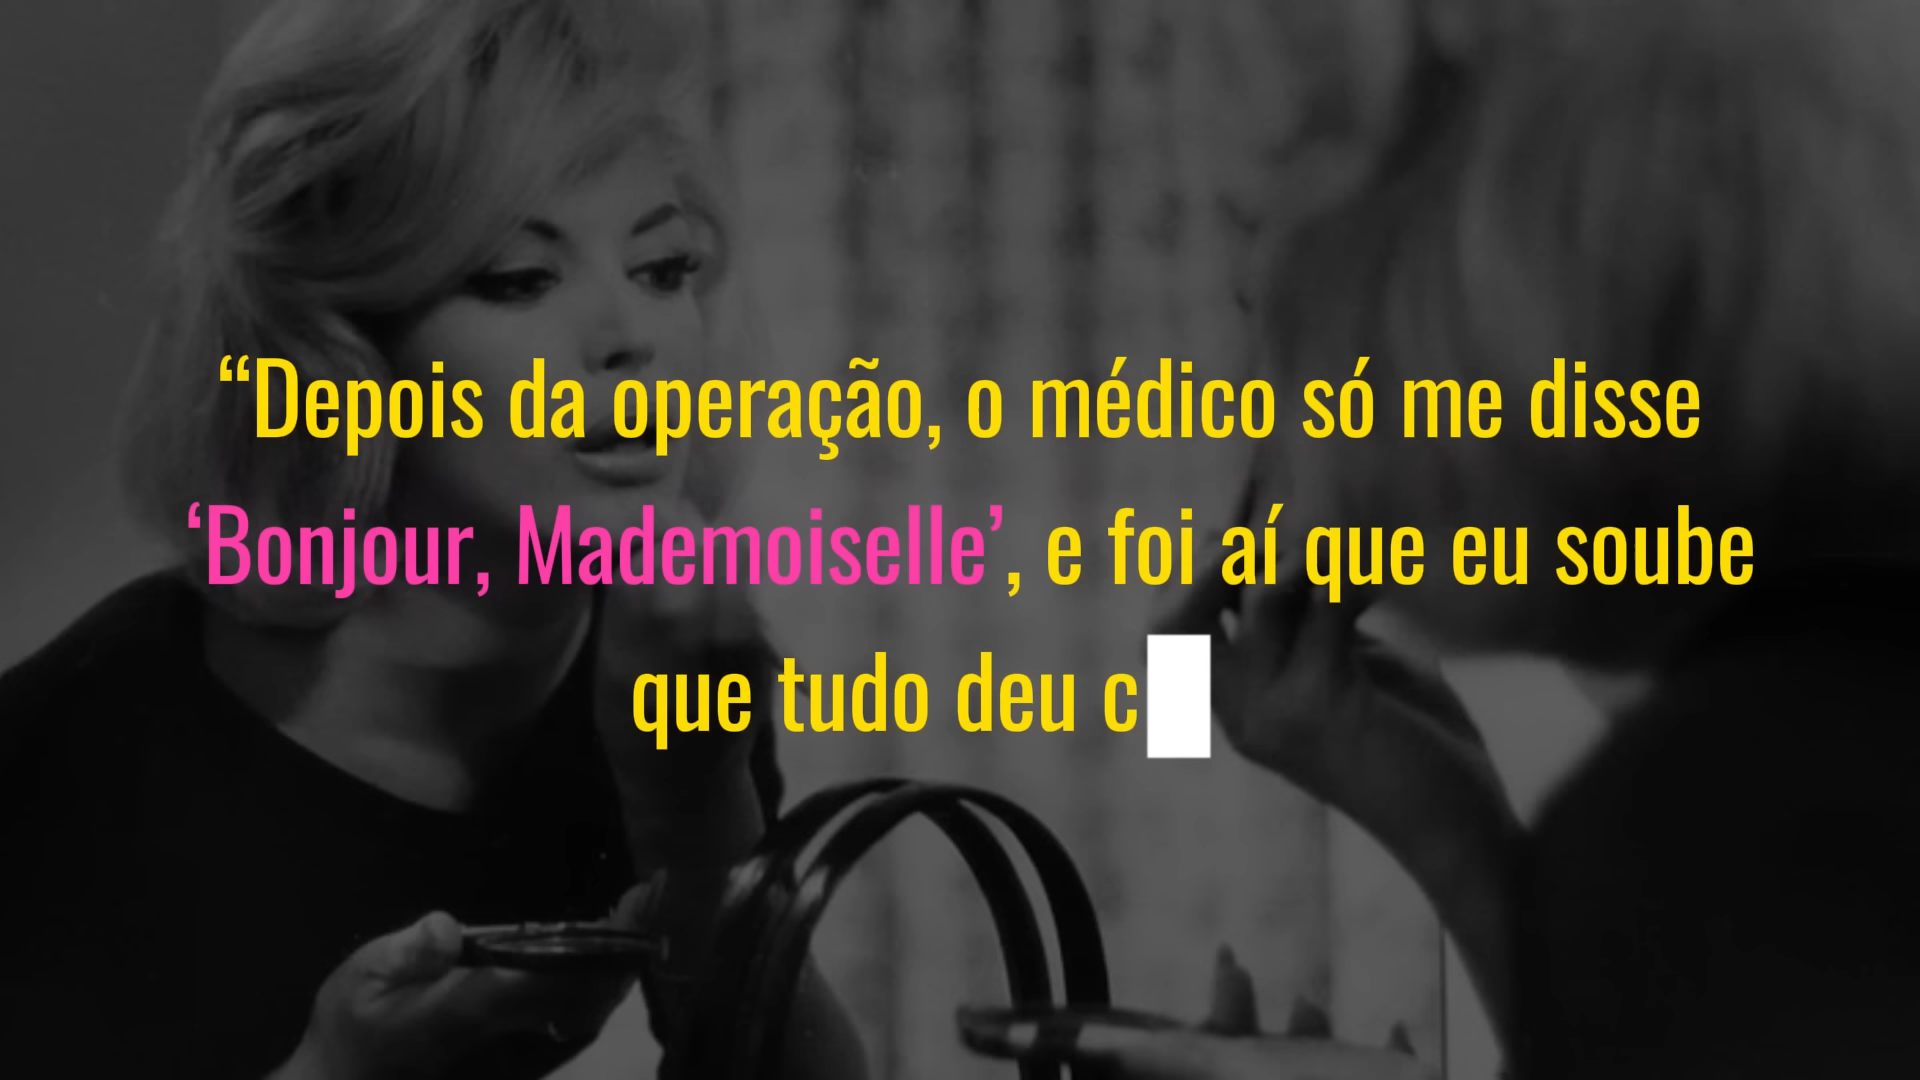 “Depois da operação, o médico só me disse
‘Bonjour, Mademoiselle’, e foi aí que eu soube
que tudo deu c